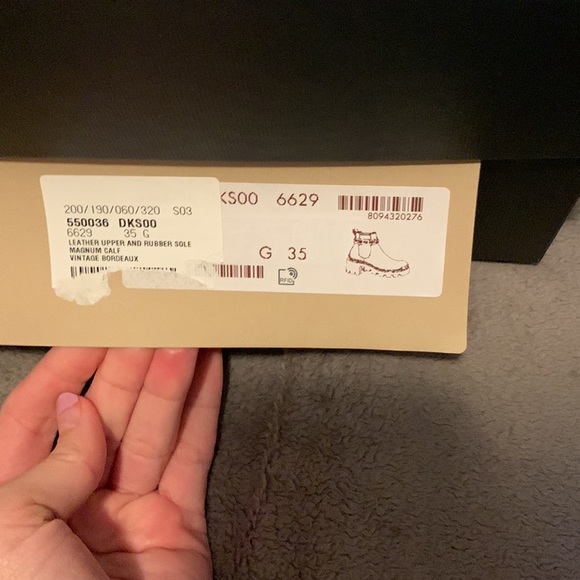 200/190/060/320 S03
550036 DKS00
6629 35 G
LEATHER UPPER AND RUBBER SOLE
MAGNUM CALF
VINTAGE BORDEAUX
KS00 6629
8094320276
G 35
RFID